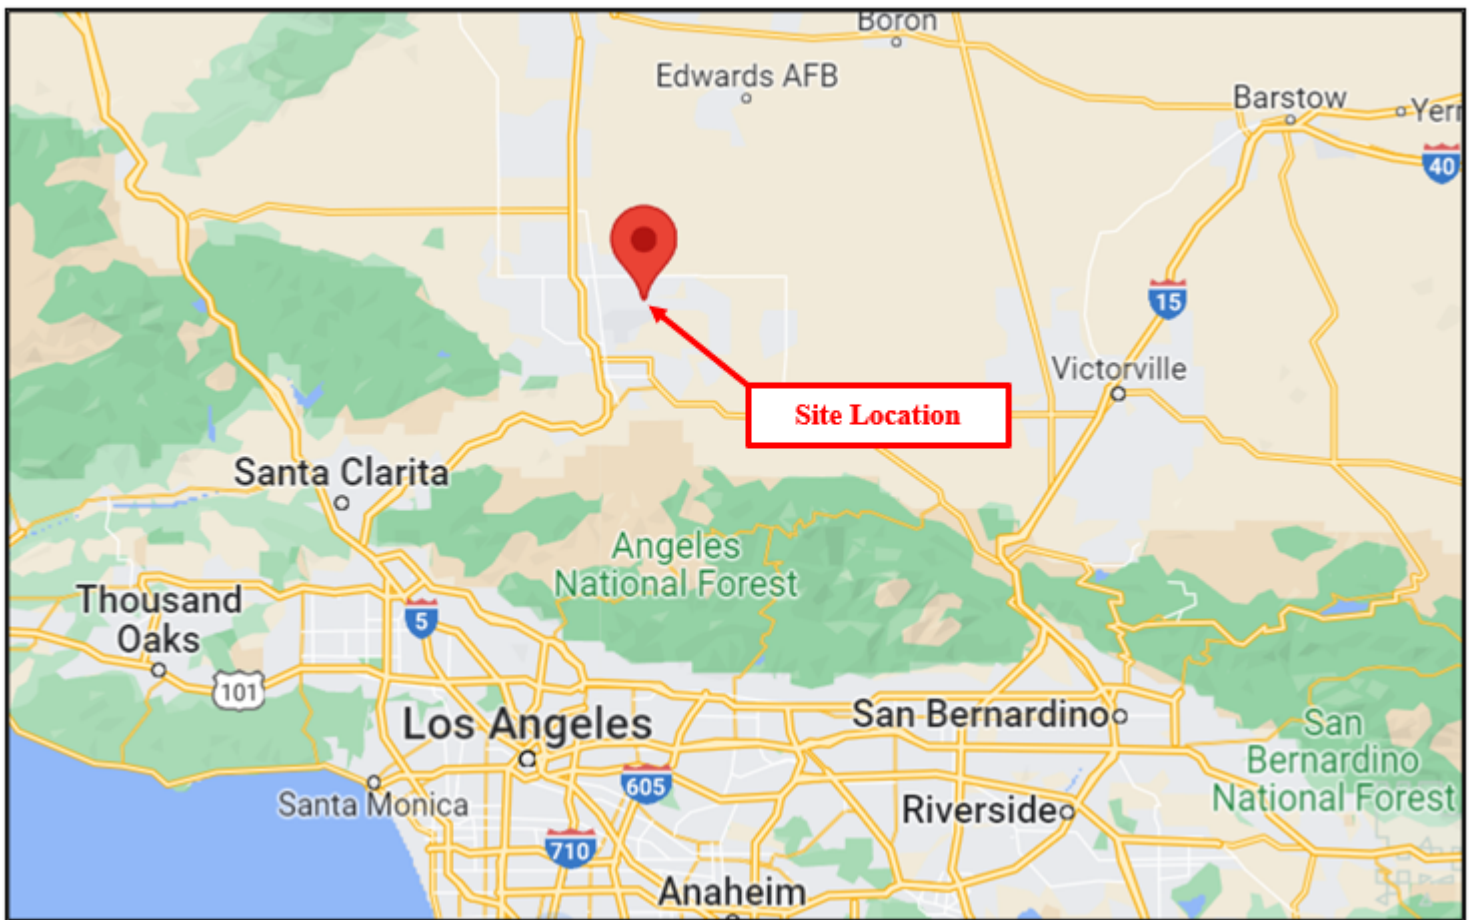 Boron
Edwards AFB
Barstow
Yerr
40
15
Victorville
Site Location
Santa Clarita
Angeles
National Forest
Thousand
Oaks
5
101
Los Angeles
San Bernardino
San
Bernardino
National Forest
605
Santa Monica
Riverside
710
Anaheim